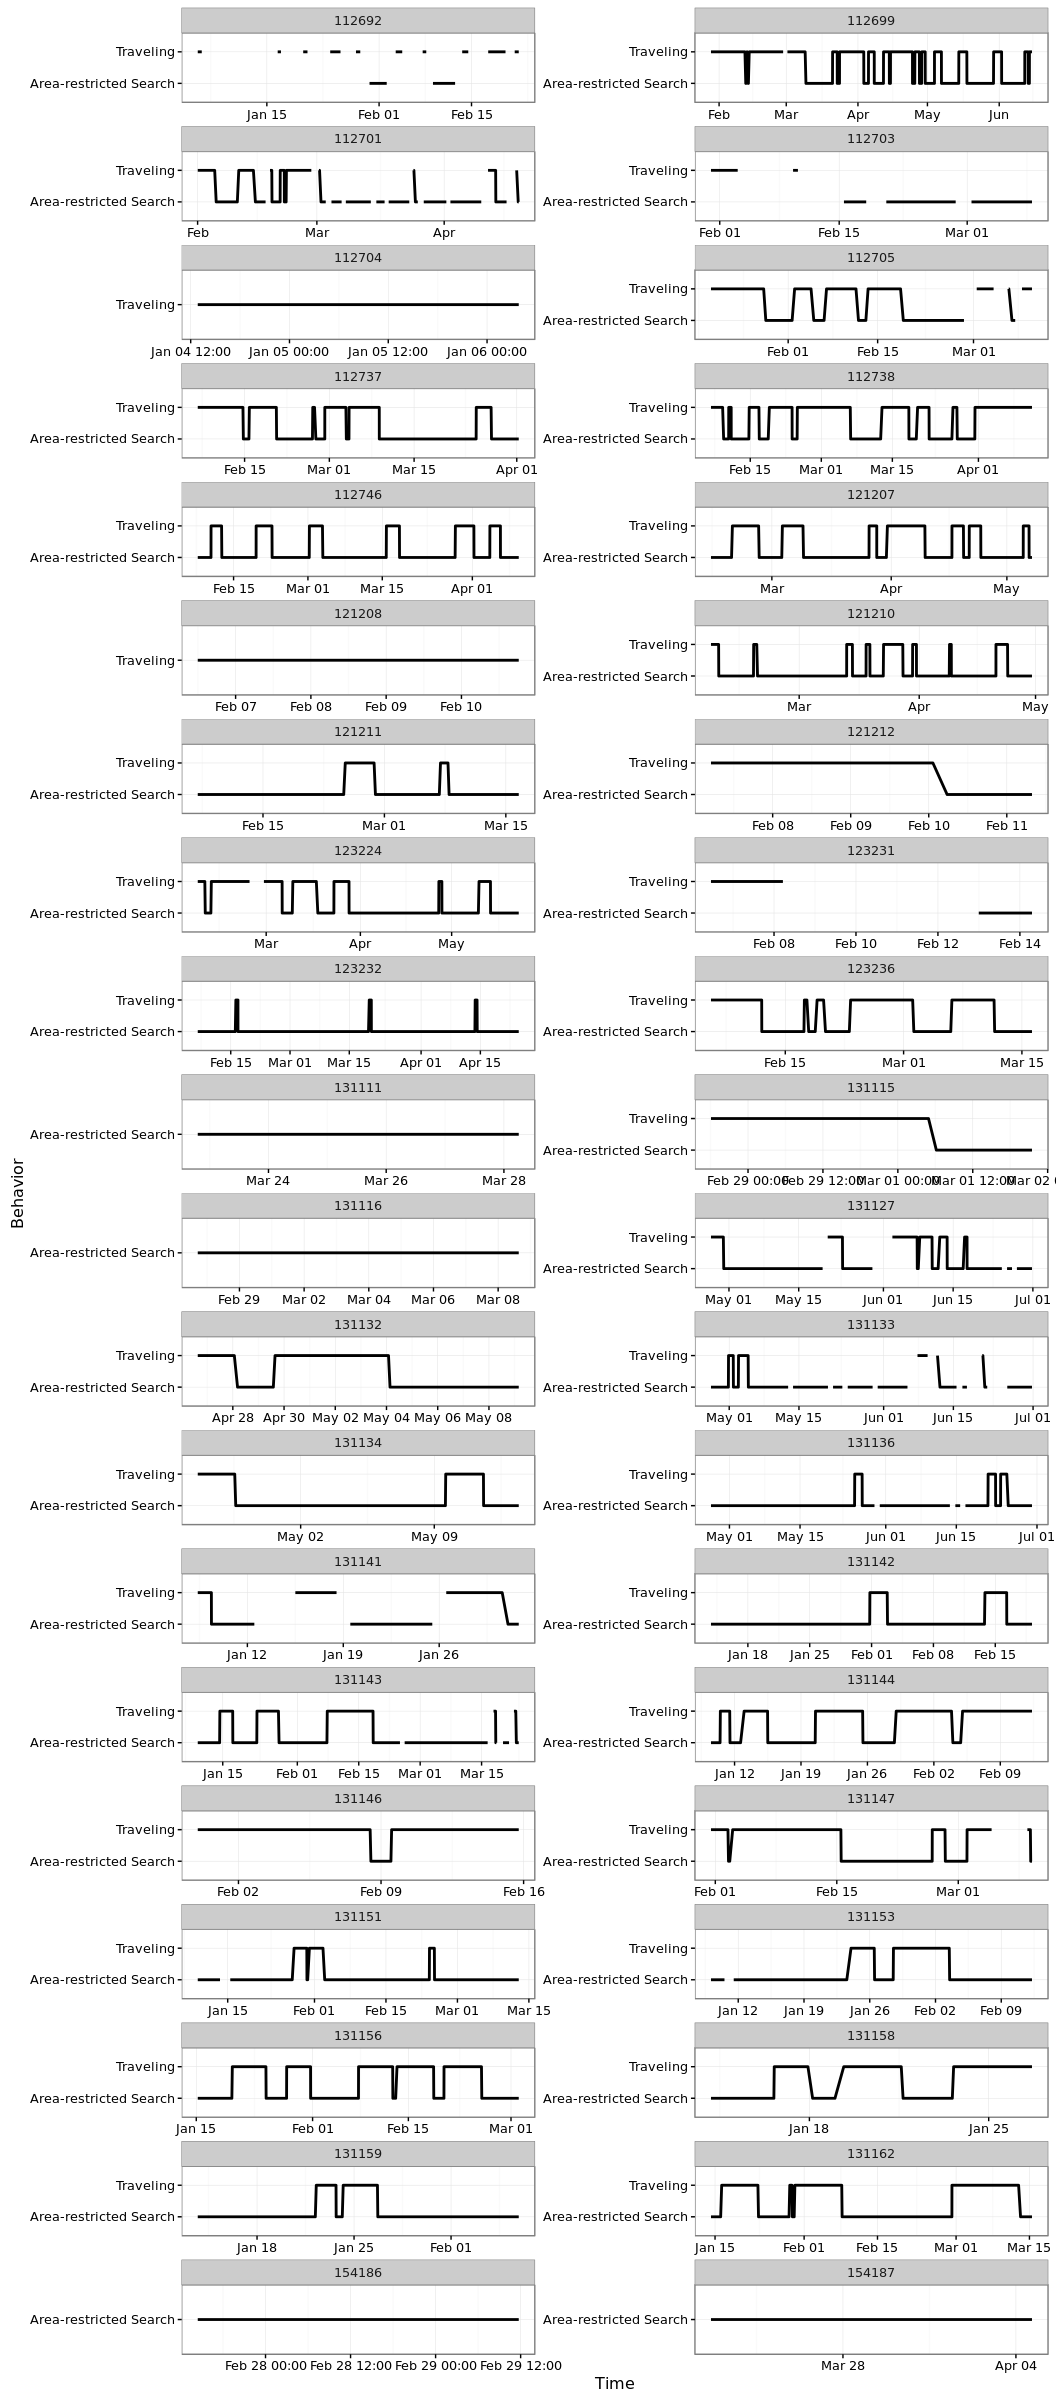 112692 112699
Traveling Traveling
Area-restricted Search Area-restricted Search
Jan 15 Feb 01 Feb 15 Feb Mar Apr May Jun
112701 112703
Traveling Traveling
Area-restricted Search Area-restricted Search
Feb Mar Apr Feb 01 Feb 15 Mar 01
112704 112705
Traveling Traveling
Area-restricted Search
Jan 04 12:00 Jan 05 00:00 Jan 05 12:00 Jan 06 00:00 Feb 01 Feb 15 Mar 01
112737 112738
Traveling Traveling
Area-restricted Search Area-restricted Search
Feb 15 Mar 01 Mar 15 Apr 01 Feb 15 Mar 01 Mar 15 Apr 01
112746 121207
Traveling Traveling
Area-restricted Search Area-restricted Search
Feb 15 Mar 01 Mar 15 Apr 01 Mar Apr May
121208 121210
Traveling Traveling
Area-restricted Search
Feb 07 Feb 08 Feb 09 Feb 10 Mar Apr May
121211 121212
Traveling Traveling
Area-restricted Search Area-restricted Search
Feb 15 Mar 01 Mar 15 Feb 08 Feb 09 Feb 10 Feb 11
123224 123231
Traveling Traveling
Area-restricted Search Area-restricted Search
Mar Apr May Feb 08 Feb 10 Feb 12 Feb 14
123232 123236
Traveling Traveling
Area-restricted Search Area-restricted Search
Feb 15 Mar 01 Mar 15 Apr 01 Apr 15 Feb 15 Mar 01 Mar 15
131111 131115
Traveling
Area-restricted Search Area-restricted Search
Mar 24 Mar 26 Mar 28 Feb 29 00:00 Feb 29 12:00 Mar 01 00:00 Mar 01 12:00 Mar 02
Behavior
131116 131127
Traveling
Area-restricted Search Area-restricted Search
Feb 29 Mar 02 Mar 04 Mar 06 Mar 08 May 01 May 15 Jun 01 Jun 15 Jul 01
131132 131133
Traveling Traveling
Area-restricted Search Area-restricted Search
Apr 28 Apr 30 May 02 May 04 May 06 May 08 May 01 May 15 Jun 01 Jun 15 Jul 01
131134 131136
Traveling Traveling
Area-restricted Search Area-restricted Search
May 02 May 09 May 01 May 15 Jun 01 Jun 15 Jul 01
131141 131142
Traveling Traveling
Area-restricted Search Area-restricted Search
Jan 12 Jan 19 Jan 26 Jan 18 Jan 25 Feb 01 Feb 08 Feb 15
131143 131144
Traveling Traveling
Area-restricted Search Area-restricted Search
Jan 15 Feb 01 Feb 15 Mar 01 Mar 15 Jan 12 Jan 19 Jan 26 Feb 02 Feb 09
131146 131147
Traveling Traveling
Area-restricted Search Area-restricted Search
Feb 02 Feb 09 Feb 16 Feb 01 Feb 15 Mar 01
131151 131153
Traveling Traveling
Area-restricted Search Area-restricted Search
Jan 15 Feb 01 Feb 15 Mar 01 Mar 15 Jan 12 Jan 19 Jan 26 Feb 02 Feb 09
131156 131158
Traveling Traveling
Area-restricted Search Area-restricted Search
Jan 15 Feb 01 Feb 15 Mar 01 Jan 18 Jan 25
131159 131162
Traveling Traveling
Area-restricted Search Area-restricted Search
Jan 18 Jan 25 Feb 01 Jan 15 Feb 01 Feb 15 Mar 01 Mar 15
154186 154187
Area-restricted Search Area-restricted Search
Feb 28 00:00 Feb 28 12:00 Feb 29 00:00 Feb 29 12:00 Mar 28 Apr 04
Time